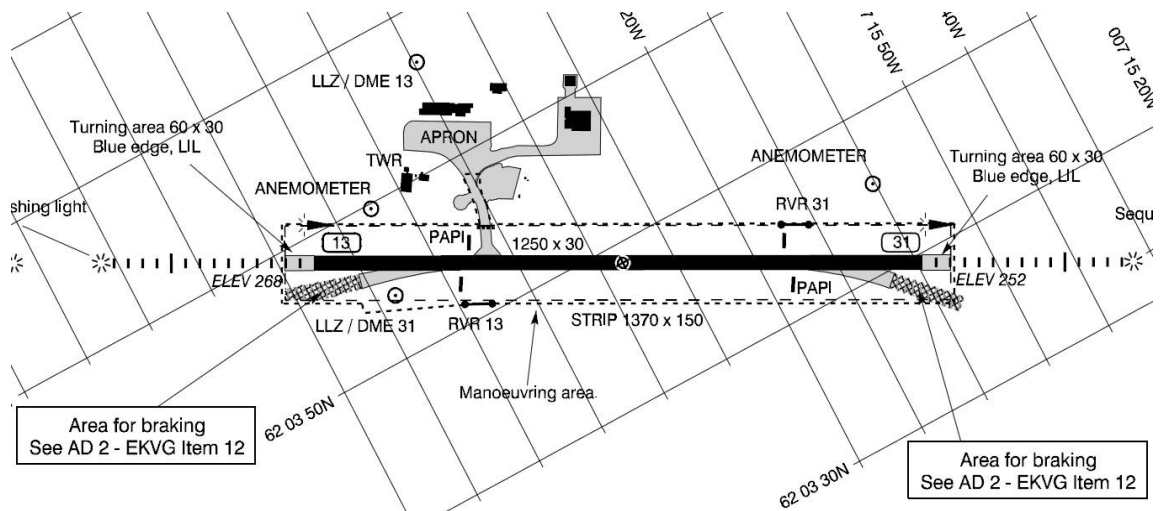 20W
007 15 50W
40W
007 15 20W
LLZ / DME 13
Turning area 60 x 30
Blue edge, LIL
APRON
TWR
ANEMOMETER
ANEMOMETER
Turning area 60 x 30
Blue edge, LIL
shing light
RVR 31
Sequ
13
PAPI
1250 x 30
31
ELEV 268
ELEV 252
PAPI
LLZ / DME 31
RVR 13
STRIP 1370 x 150
Manoeuvring area
62 03 50N
62 03 30N
Area for braking
See AD 2 - EKVG Item 12
Area for braking
See AD 2 - EKVG Item 12